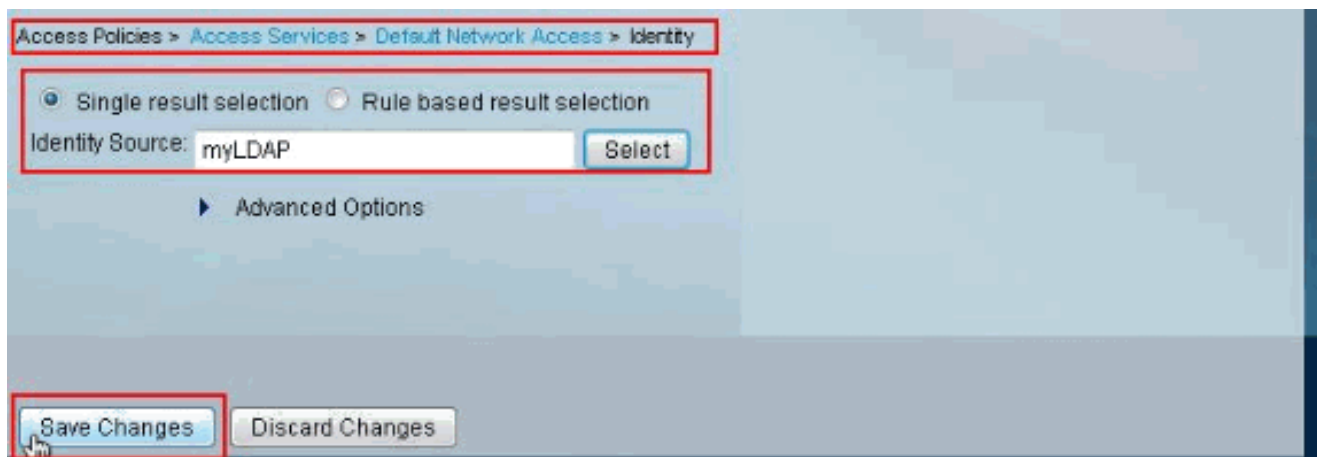 Access Policies > Access Services > Default Network Access > Identity
Single result selection Rule based result selection
Identity Source: myLDAP Select
Advanced Options
Save Changes Discard Changes